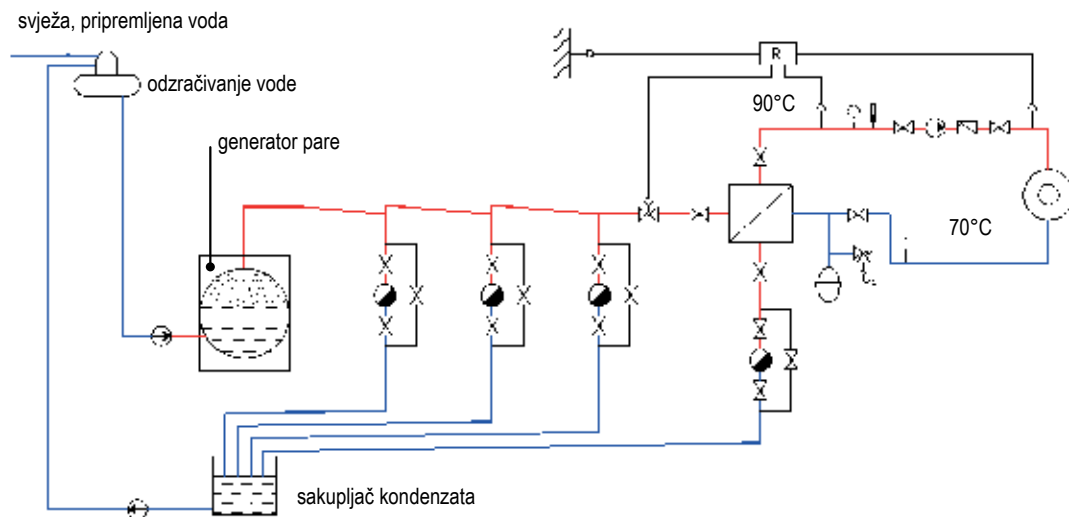 svježa, pripremljena voda
odzračivanje vode
generator pare
R
90°C
70°C
sakupljač kondenzata